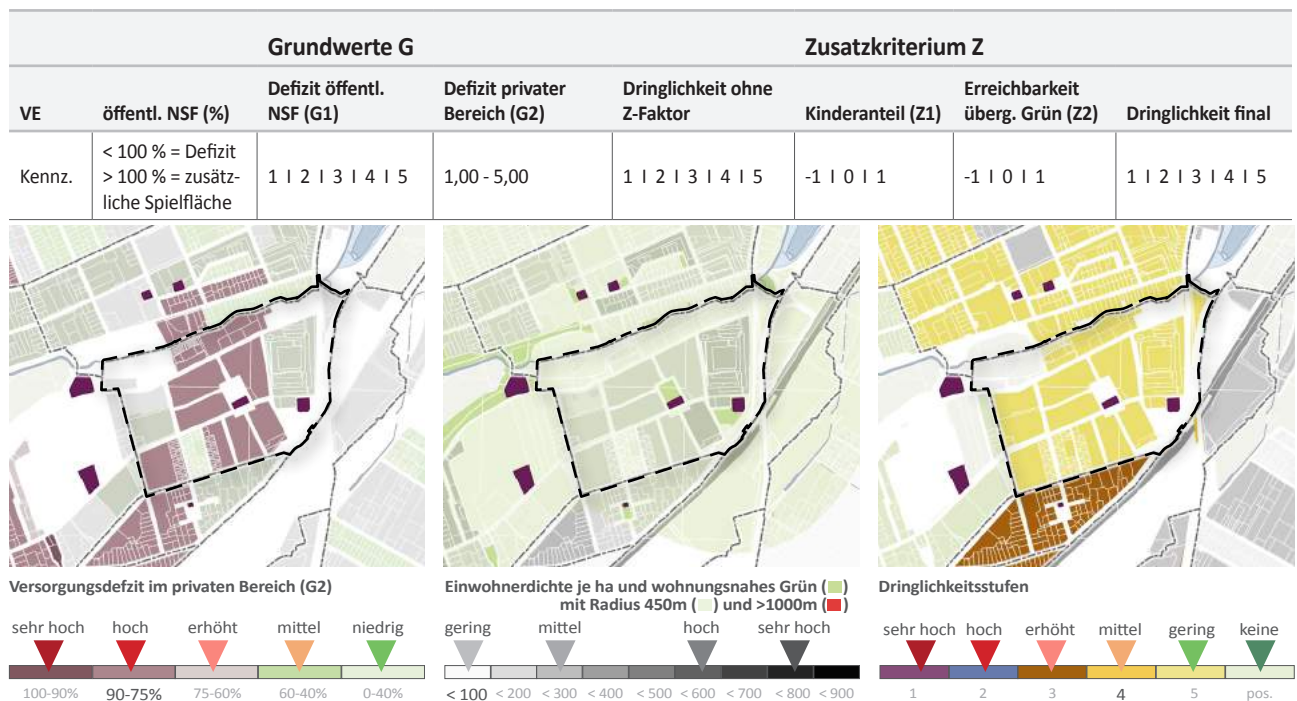 Grundwerte G
Zusatzkriterium Z
VE
öffentl. NSF (%)
Defizit öffentl.
NSF (G1)
Defizit privater
Bereich (G2)
Dringlichkeit ohne
Z-Faktor
Kinderanteil (Z1)
Erreichbarkeit
überg. Grün (Z2)
Dringlichkeit final
Kennz.
< 100 % = Defizit
> 100 % = zusätz-
liche Spielfläche
1 I 2 I 3 I 4 I 5
1,00 - 5,00
1 I 2 I 3 I 4 I 5
-1 I 0 I 1
-1 I 0 I 1
1 I 2 I 3 I 4 I 5
Versorgungsdefzit im privaten Bereich (G2)
sehr hoch hoch erhöht mittel niedrig
100-90% 90-75% 75-60% 60-40% 0-40%
Einwohnerdichte je ha und wohnungsnahes Grün ( )
mit Radius 450m ( ) und >1000m ( )
gering mittel hoch sehr hoch
< 100 < 200 < 300 < 400 < 500 < 600 < 700 < 800 < 900
Dringlichkeitsstufen
sehr hoch hoch erhöht mittel gering keine
1 2 3 4 5 pos.